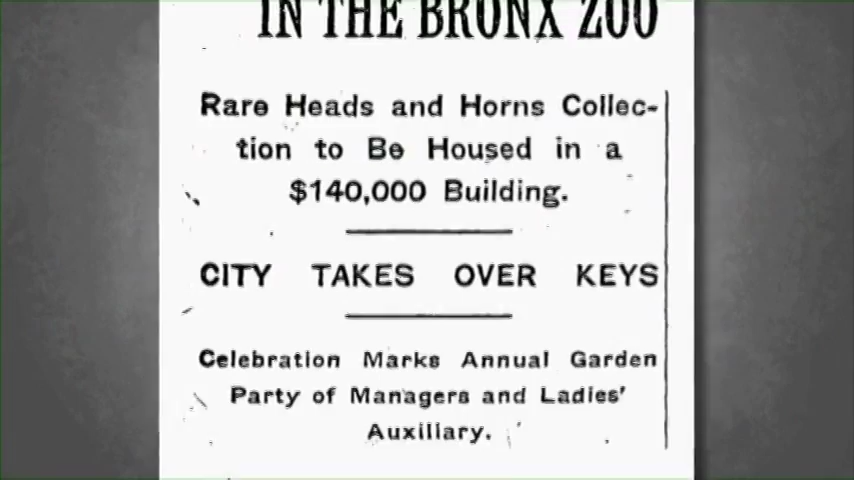 IN THE BRONX ZOO
Rare Heads and Horns Collec-
tion to Be Housed in a
$140,000 Building.
CITY TAKES OVER KEYS
Celebration Marks Annual Garden
Party of Managers and Ladies'
Auxiliary.